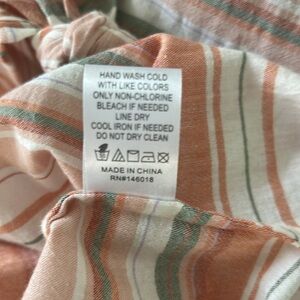 HAND WASH COLD
WITH LIKE COLORS
ONLY NON-CHLORINE
BLEACH IF NEEDED
LINE DRY
COOL IRON IF NEEDED
DO NOT DRY CLEAN
MADE IN CHINA
RN#146018